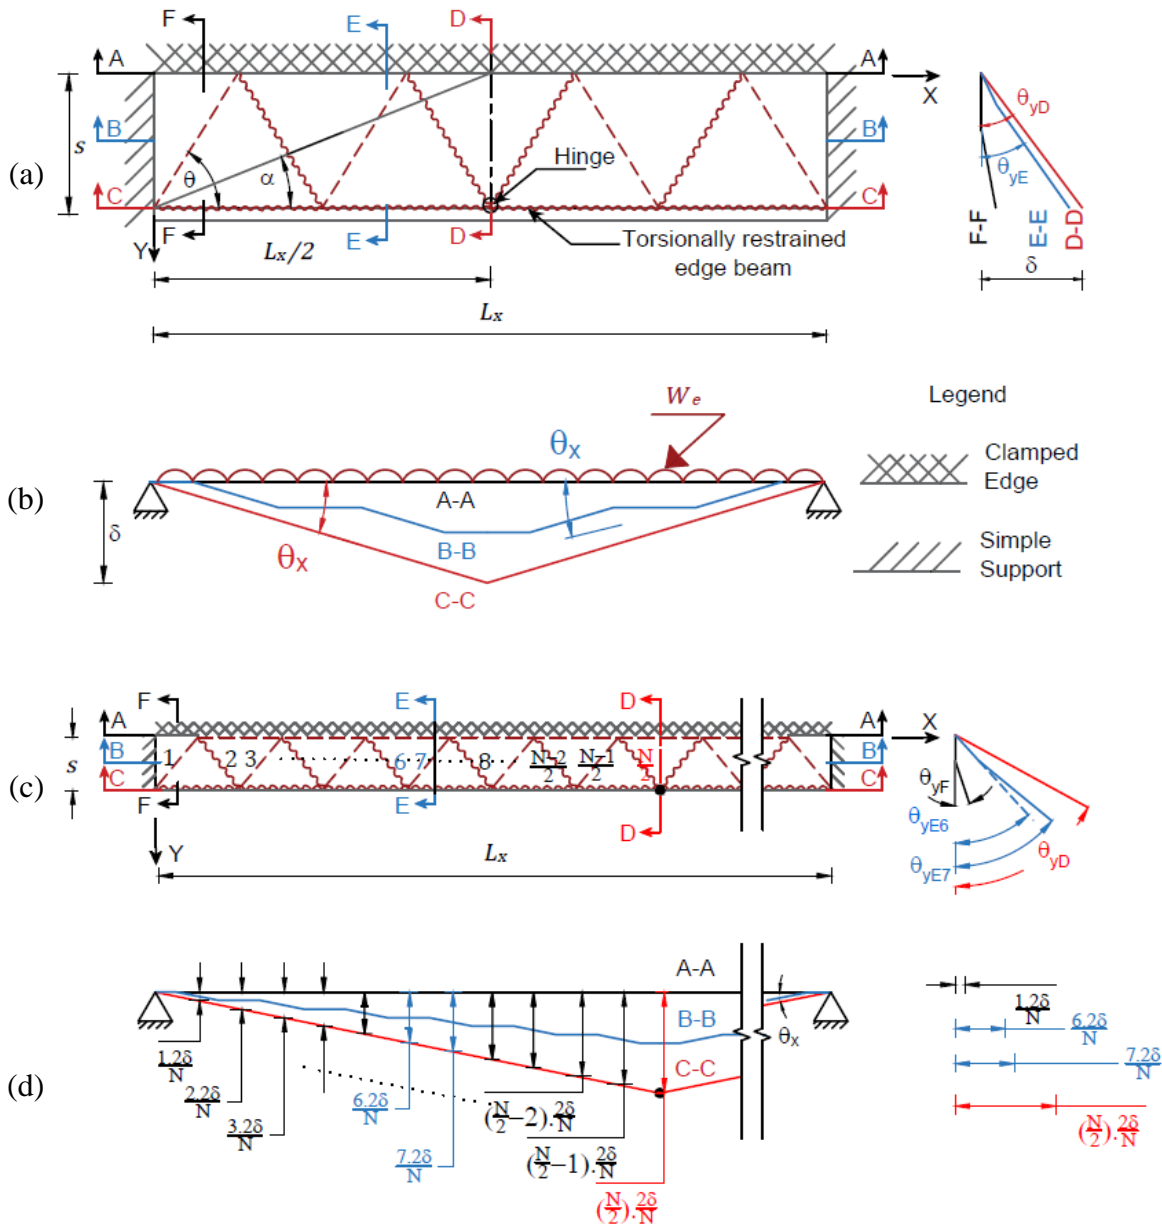 (a)
F
E
D
A
A
X
B
s
θ
α
Hinge
C
C
F
E
D
Y
Torsionally restrained
edge beam
Lx/2
Lx
θyD
θyE
F-F
E-E
D-D
δ
(b)
We
θx
θx
A-A
B-B
C-C
δ
Legend
Clamped
Edge
Simple
Support
(c)
F
E
D
A
A
X
B
B
C
C
s
1
2
3
6
7
8
N-2/2
N-1/2
N/2
F
E
D
Y
Lx
θyF
θyE6
θyE7
θyD
(d)
A-A
B-B
C-C
θx
1.2δ/N
2.2δ/N
3.2δ/N
6.2δ/N
7.2δ/N
(N/2−2).2δ/N
(N/2−1).2δ/N
(N/2).2δ/N
1.2δ/N
6.2δ/N
7.2δ/N
(N/2).2δ/N